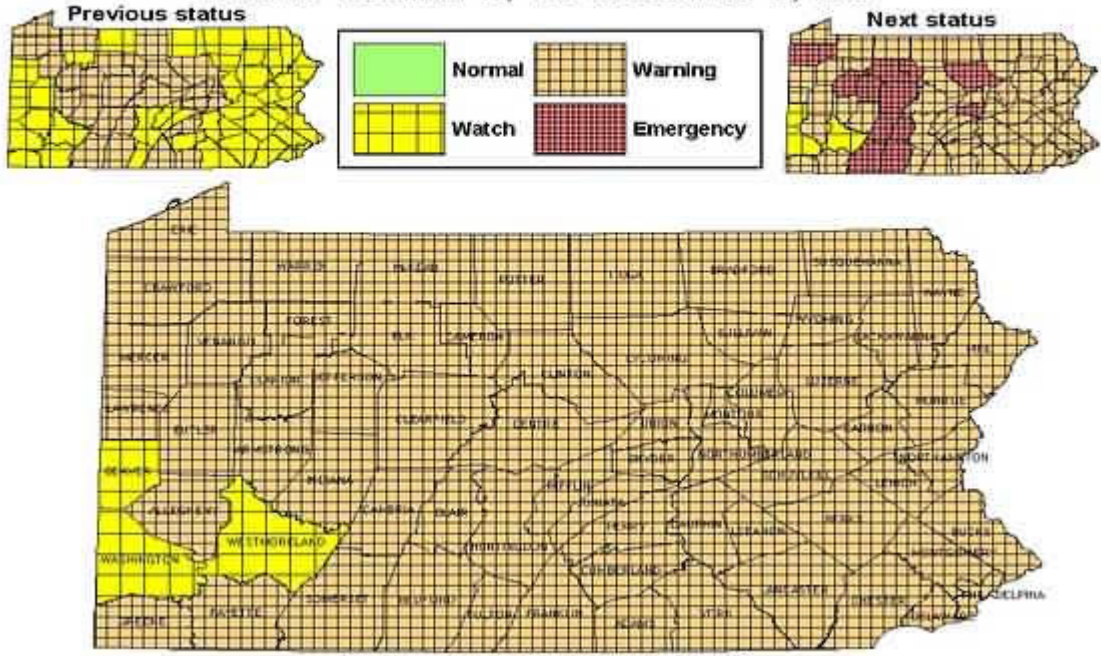 Previous status
Next status
Normal
Warning
Watch
Emergency
ERIE
WARREN
McKEAN
POTTER
TIOGA
BRADFORD
SUSQUEHANNA
CRAWFORD
WAYNE
FOREST
WYOMING
VENANGO
ELK
CAMERON
SULLIVAN
LACKAWANNA
MERCER
LYCOMING
PIKE
CLINTON
CLARION
JEFFERSON
LUZERNE
COLUMBIA
MONROE
LAWRENCE
CLEARFIELD
CENTRE
UNION
MONTOUR
BUTLER
CARBON
ARMSTRONG
SNYDER
NORTHUMBERLAND
NORTHAMPTON
BEAVER
INDIANA
MIFFLIN
SCHUYLKILL
LEHIGH
JUNIATA
ALLEGHENY
CAMBRIA
BLAIR
PERRY
DAUPHIN
LEBANON
BERKS
BUCKS
WESTMORELAND
HUNTINGDON
MONTGOMERY
WASHINGTON
CUMBERLAND
LANCASTER
PHILADELPHIA
SOMERSET
BEDFORD
CHESTER
FAYETTE
FULTON
FRANKLIN
YORK
DELAWARE
GREENE
ADAMS